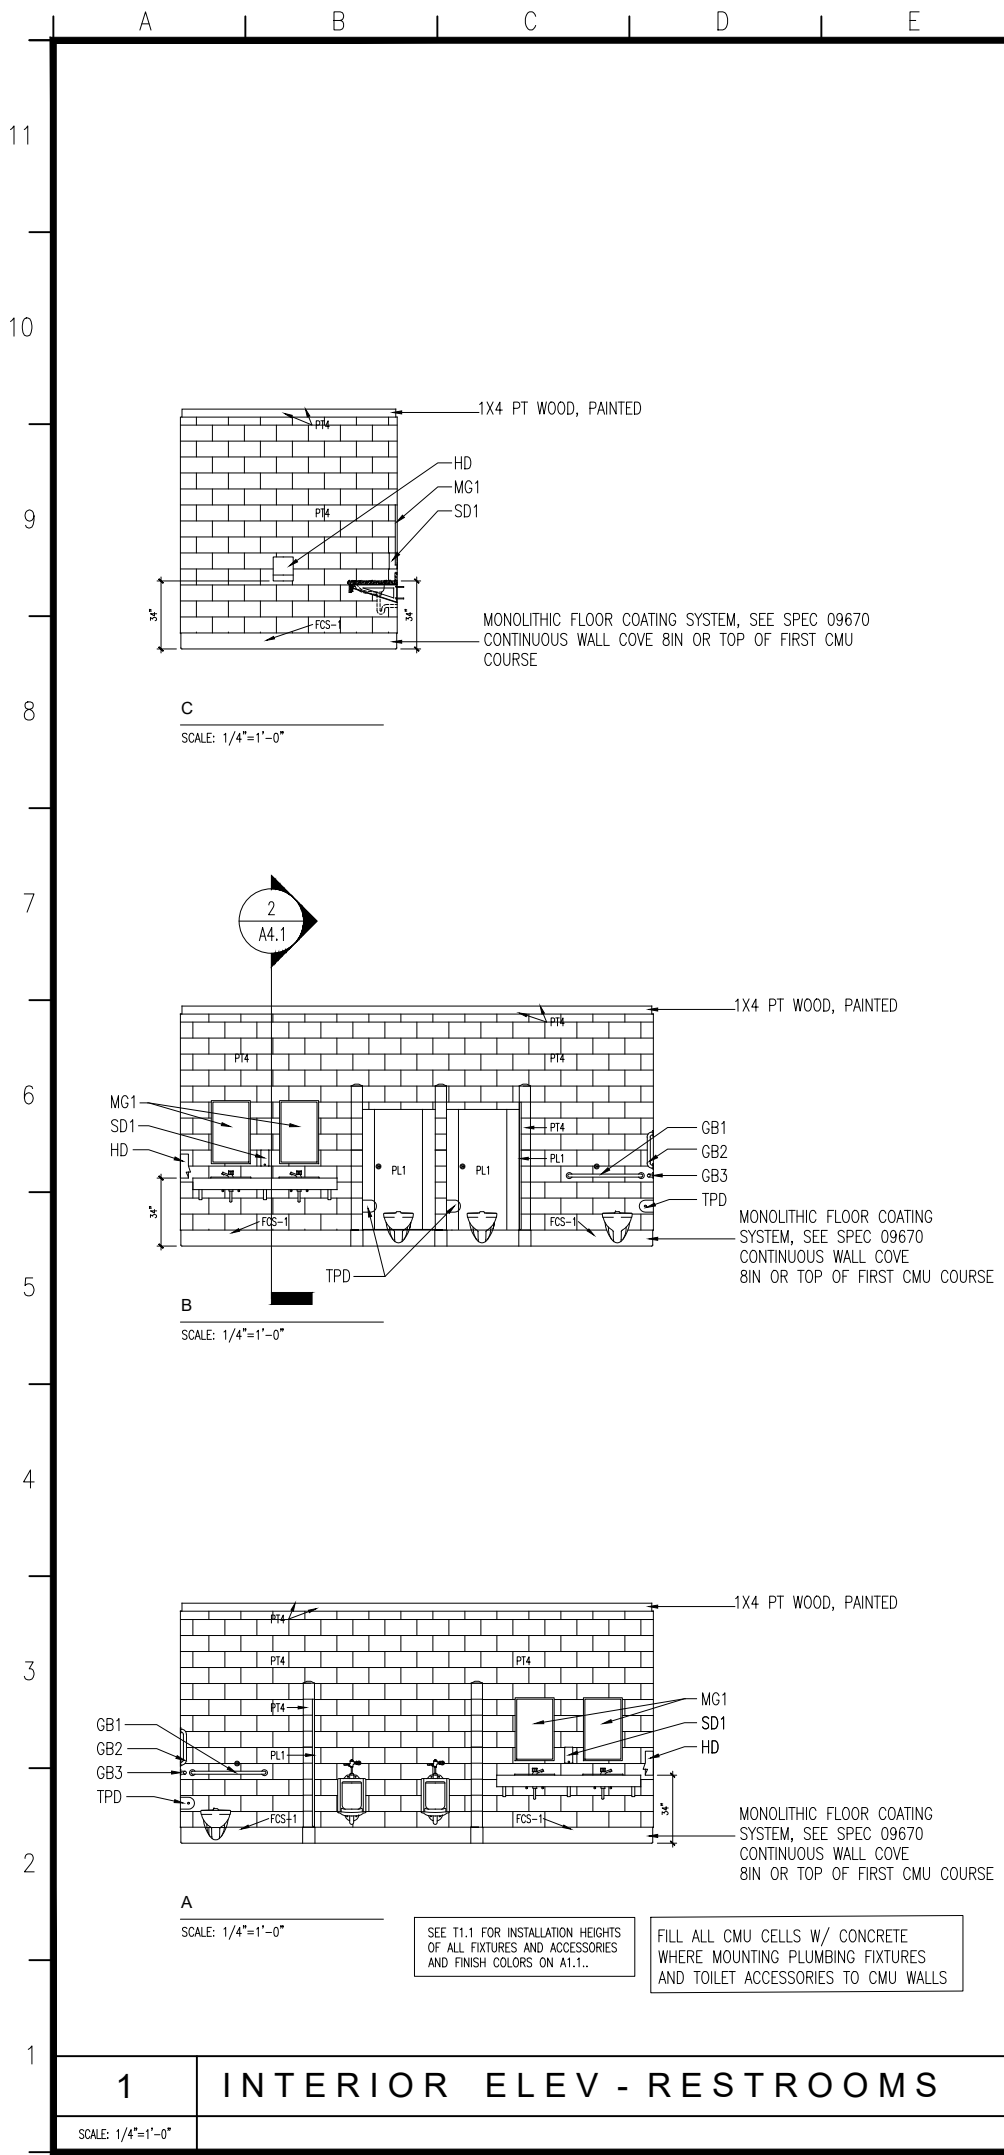 A B C D E
11
10
1X4 PT WOOD, PAINTED
PT4
HD
MG1
9
SD1
PT4
34"
34"
FCS-1
MONOLITHIC FLOOR COATING SYSTEM, SEE SPEC 09670
CONTINUOUS WALL COVE 8IN OR TOP OF FIRST CMU
COURSE
8
C
SCALE: 1/4"=1'-0"
7
2
A4.1
1X4 PT WOOD, PAINTED
PT4
PT4
PT4
6
MG1
SD1
HD
PT4
PL1
PL1
PL1
GB1
GB2
GB3
TPD
34"
FCS-1
FCS-1
TPD
MONOLITHIC FLOOR COATING
SYSTEM, SEE SPEC 09670
CONTINUOUS WALL COVE
8IN OR TOP OF FIRST CMU COURSE
5
B
SCALE: 1/4"=1'-0"
4
1X4 PT WOOD, PAINTED
PT4
PT4
PT4
3
PT4
PL1
GB1
GB2
GB3
TPD
MG1
SD1
HD
34"
FCS-1
FCS-1
MONOLITHIC FLOOR COATING
SYSTEM, SEE SPEC 09670
CONTINUOUS WALL COVE
8IN OR TOP OF FIRST CMU COURSE
2
A
SCALE: 1/4"=1'-0"
SEE T1.1 FOR INSTALLATION HEIGHTS
OF ALL FIXTURES AND ACCESSORIES
AND FINISH COLORS ON A1.1..
FILL ALL CMU CELLS W/ CONCRETE
WHERE MOUNTING PLUMBING FIXTURES
AND TOILET ACCESSORIES TO CMU WALLS
1
1 INTERIOR ELEV - RESTROOMS
SCALE: 1/4"=1'-0"